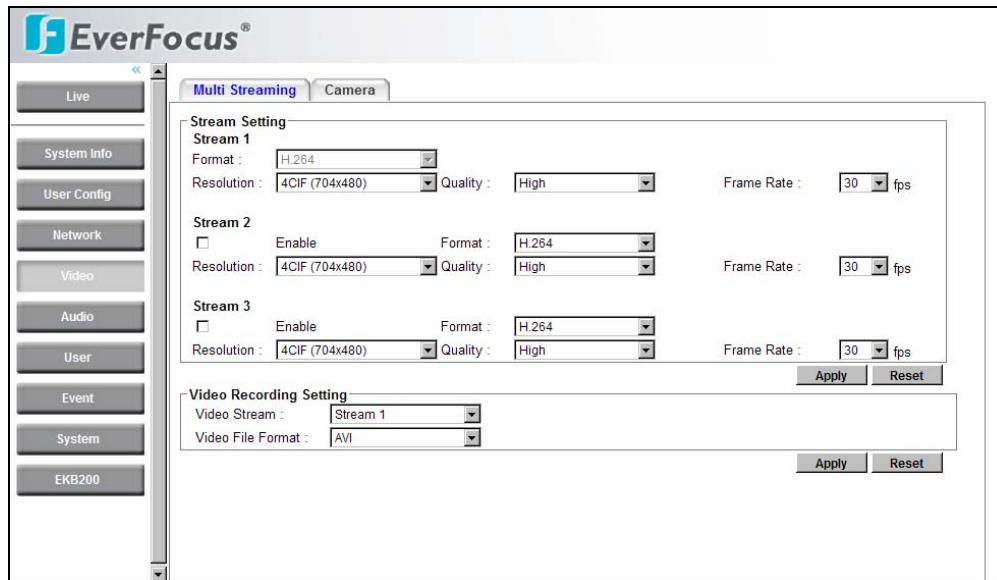 EverFocus®
«
Live
System Info
User Config
Network
Video
Audio
User
Event
System
EKB200
Multi Streaming Camera
Stream Setting
Stream 1
Format : H.264
Resolution : 4CIF (704x480) Quality : High Frame Rate : 30 fps
Stream 2
Enable Format : H.264
Resolution : 4CIF (704x480) Quality : High Frame Rate : 30 fps
Stream 3
Enable Format : H.264
Resolution : 4CIF (704x480) Quality : High Frame Rate : 30 fps
Apply Reset
Video Recording Setting
Video Stream : Stream 1
Video File Format : AVI
Apply Reset